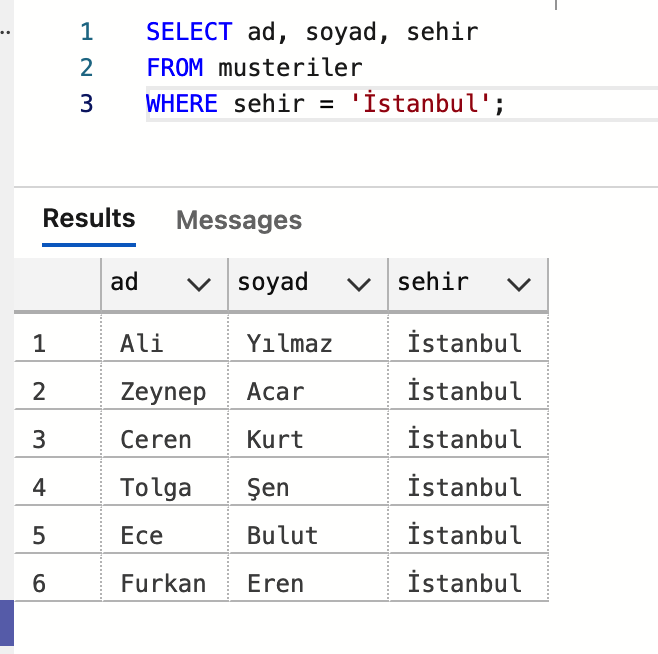 1 SELECT ad, soyad, sehir
2 FROM musteriler
3 WHERE sehir = 'İstanbul';
Results Messages
ad soyad sehir
1 Ali Yılmaz İstanbul
2 Zeynep Acar İstanbul
3 Ceren Kurt İstanbul
4 Tolga Şen İstanbul
5 Ece Bulut İstanbul
6 Furkan Eren İstanbul